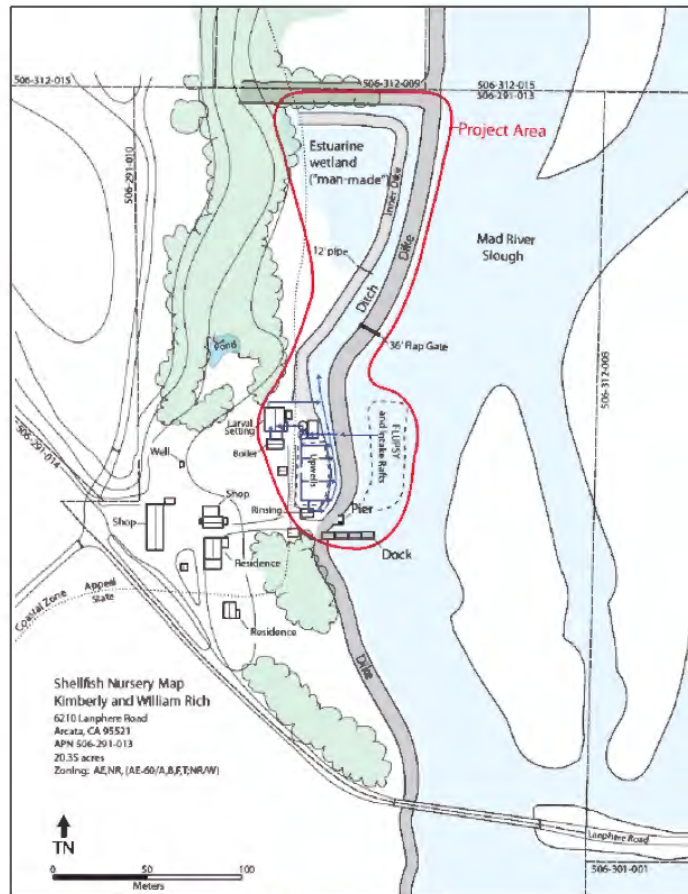 506-312-015
506-312-009
506-312-015
506-291-013
Project Area
Estuarine
wetland
("man-made")
506-291-010
Inner Dike
Dike
Mad River
Slough
12' pipe
Ditch
36' Flap Gate
506-312-008
Pond
Larval
Setting
FLUPSY
and Intake Rafts
Boiler
Upwells
Well
506-291-014
Shop
Shop
Rinsing
Pier
Dock
Residence
Coastal Zone
Appeal
State
Residence
Dike
Shellfish Nursery Map
Kimberly and William Rich
6210 Lanphere Road
Arcata, CA 95521
APN 506-291-013
20.35 acres
Zoning: AE,NR, (AE-60/A,B,F,T;NR/W)
TN
0 50 100
Meters
Lanphere Road
506-301-001